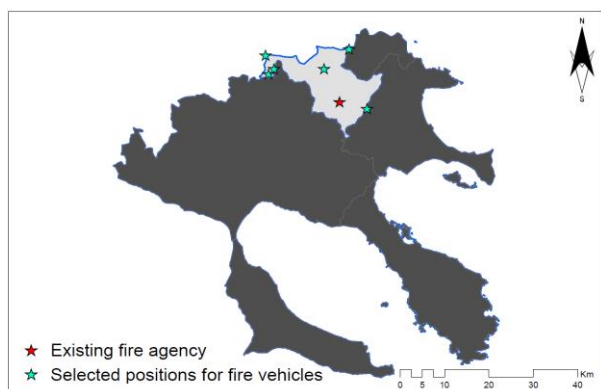 N
S
Existing fire agency
Selected positions for fire vehicles
Km
0 5 10 20 30 40